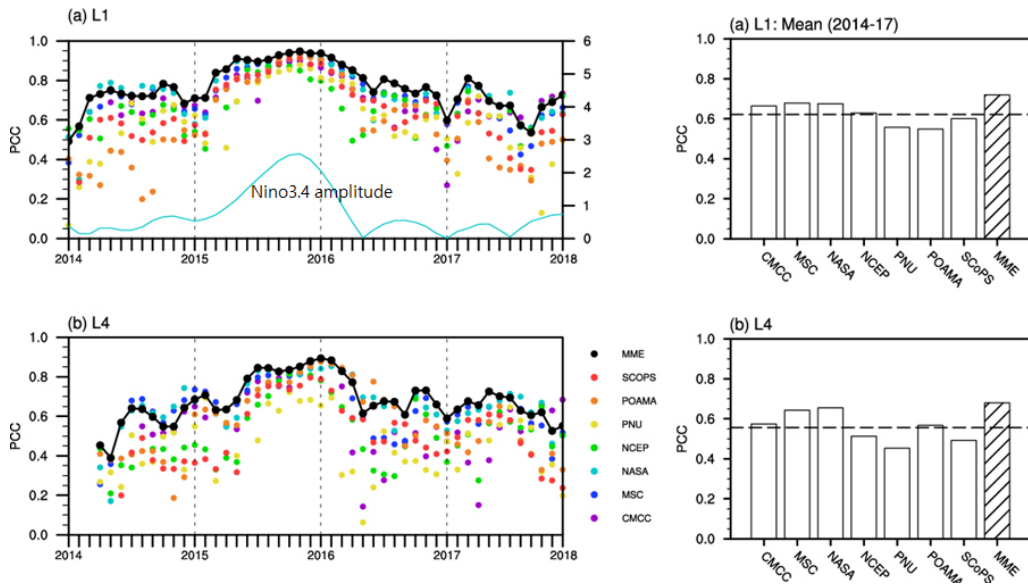 (a) L1
1.0
0.8
0.6
0.4
0.2
0.0
PCC
6
5
4
3
2
1
0
Nino3.4 amplitude
2014
2015
2016
2017
2018
(a) L1: Mean (2014-17)
1.0
0.8
0.6
0.4
0.2
0.0
PCC
CMCC
MSC
NASA
NCEP
PNU
POAMA
SCoPS
MME
(b) L4
1.0
0.8
0.6
0.4
0.2
0.0
PCC
2014
2015
2016
2017
2018
MME
SCOPS
POAMA
PNU
NCEP
NASA
MSC
CMCC
(b) L4
1.0
0.8
0.6
0.4
0.2
0.0
PCC
CMCC
MSC
NASA
NCEP
PNU
POAMA
SCoPS
MME